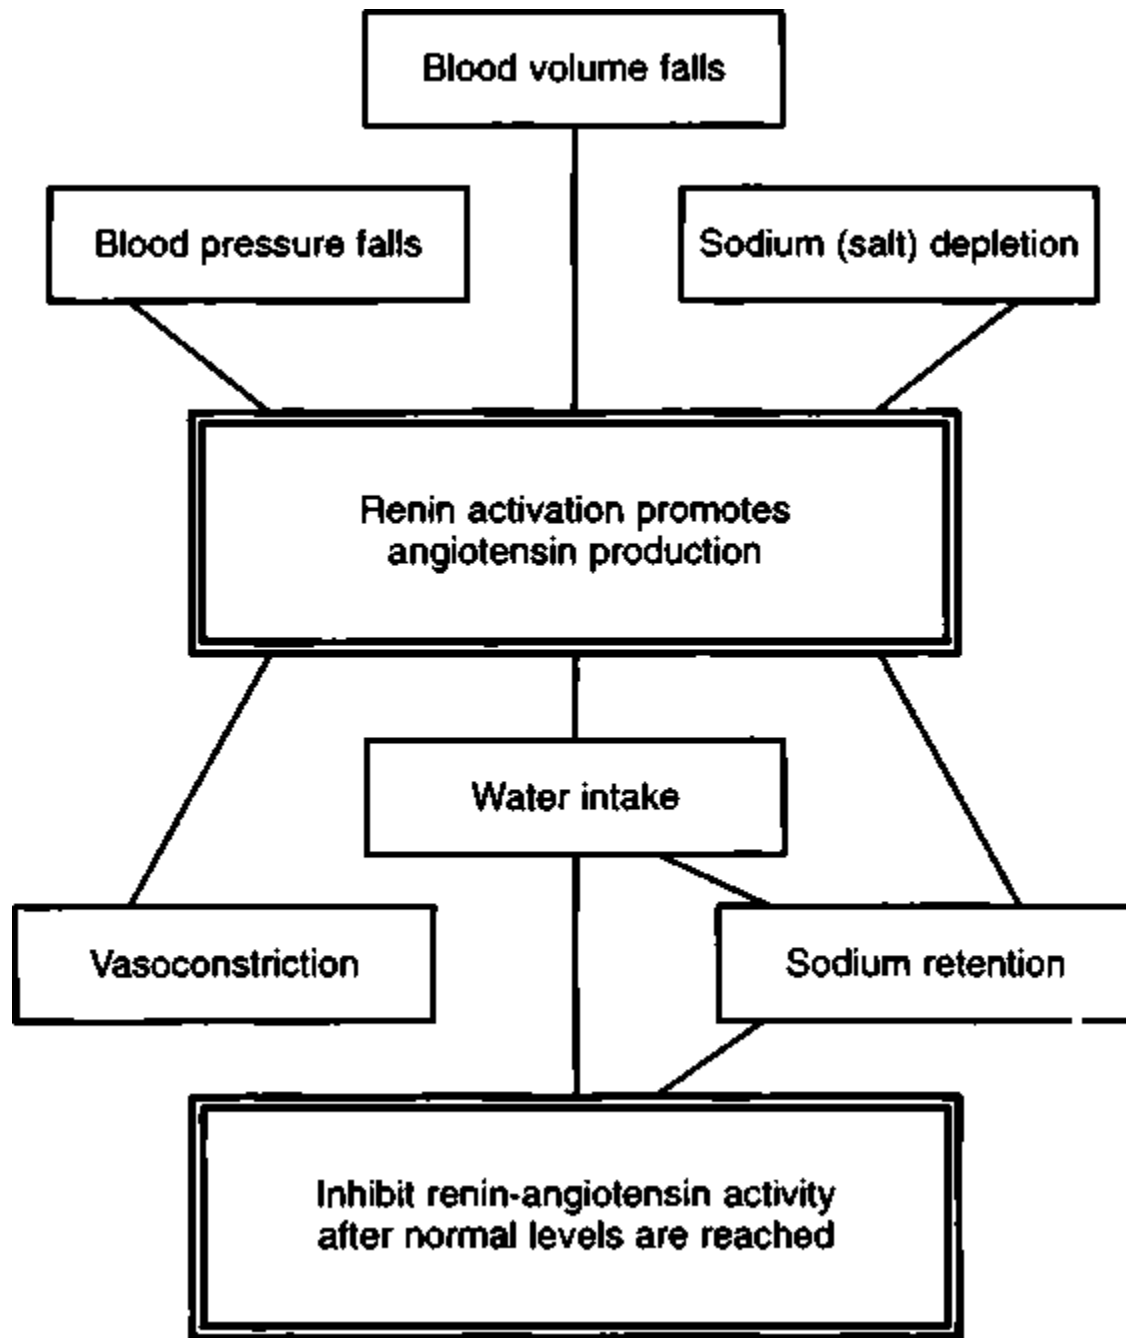 Blood volume falls
Blood pressure falls
Sodium (salt) depletion
Renin activation promotes
angiotensin production
Water intake
Vasoconstriction
Sodium retention
Inhibit renin-angiotensin activity
after normal levels are reached